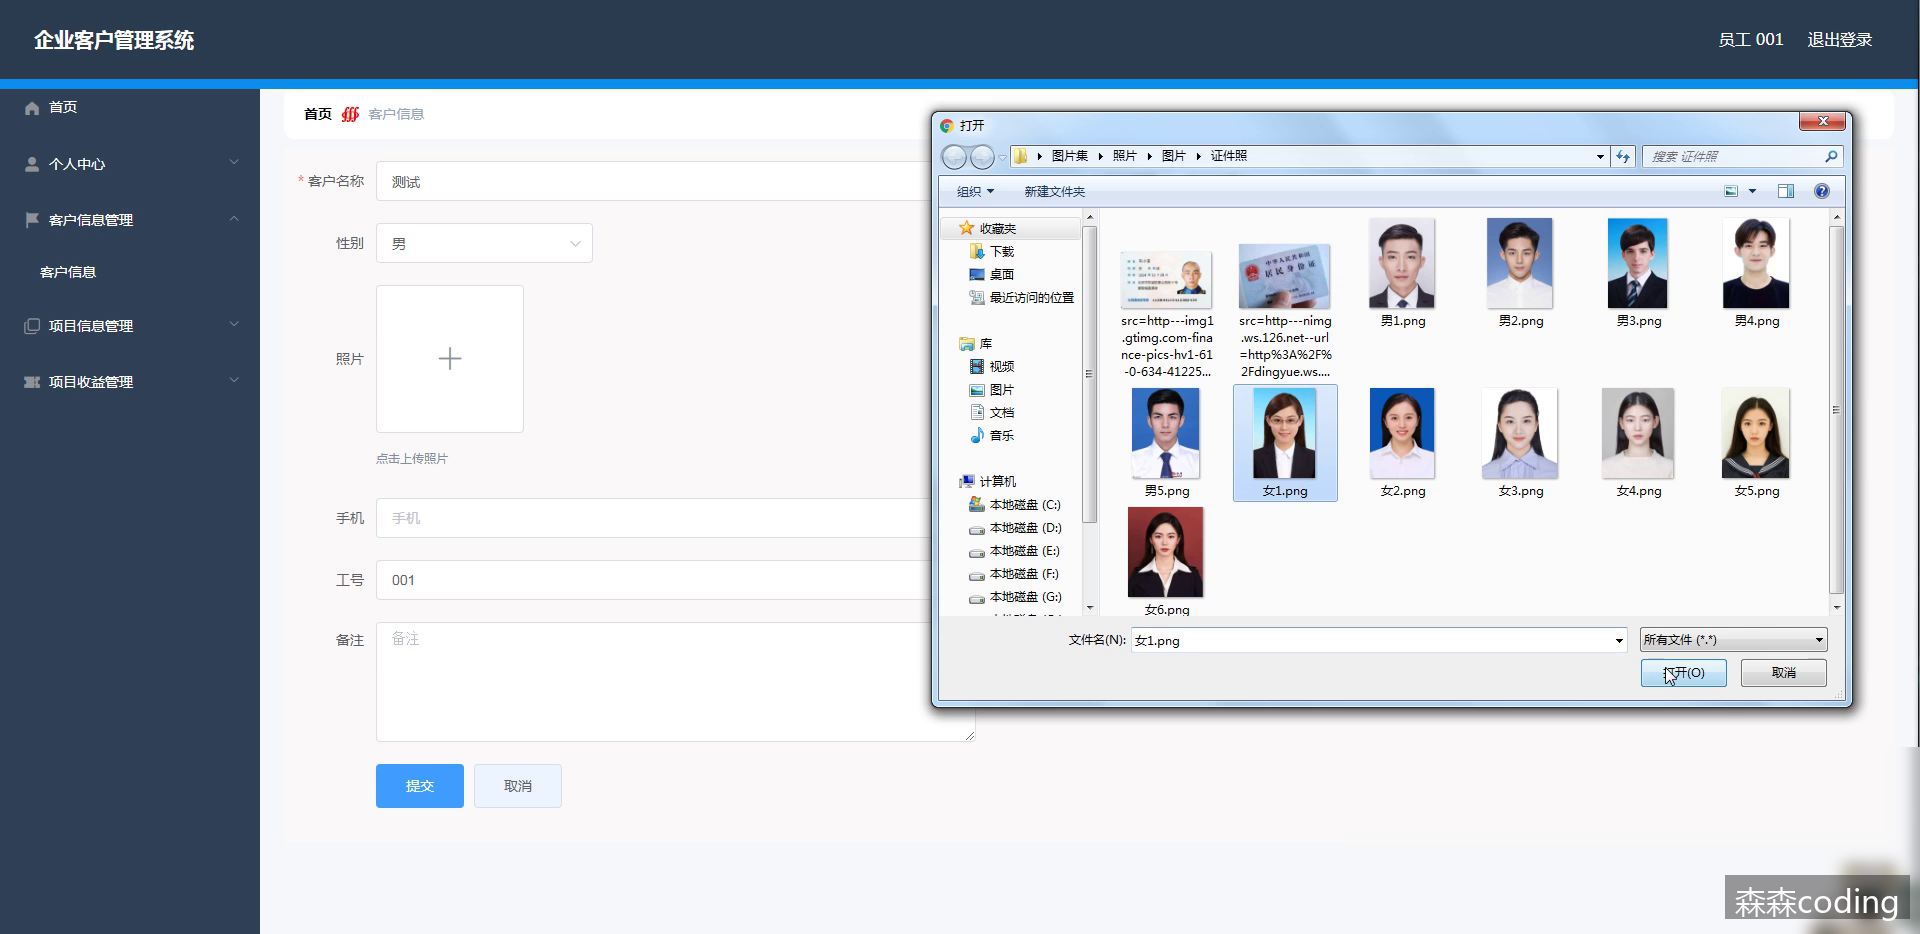 企业客户管理系统
员工 001
退出登录
首页
个人中心
客户信息管理
客户信息
项目信息管理
项目收益管理
首页
客户信息
* 客户名称
测试
性别
男
照片
点击上传照片
手机
手机
工号
001
备注
备注
提交
取消
打开
图片集
照片
图片
证件照
搜索 证件照
组织
新建文件夹
收藏夹
下载
桌面
最近访问的位置
库
视频
图片
文档
音乐
计算机
本地磁盘 (C:)
本地磁盘 (D:)
本地磁盘 (E:)
本地磁盘 (F:)
本地磁盘 (G:)
src=http---img1
.gtimg.com-fina
nce-pics-hv1-61
-0-634-41225...
src=http---nimg
.ws.126.net--url
=http%3A%2F%
2Fdingyue.ws....
男1.png
男2.png
男3.png
男4.png
男5.png
女1.png
女2.png
女3.png
女4.png
女5.png
女6.png
文件名(N):
女1.png
所有文件 (*.*)
打开(O)
取消
森森coding